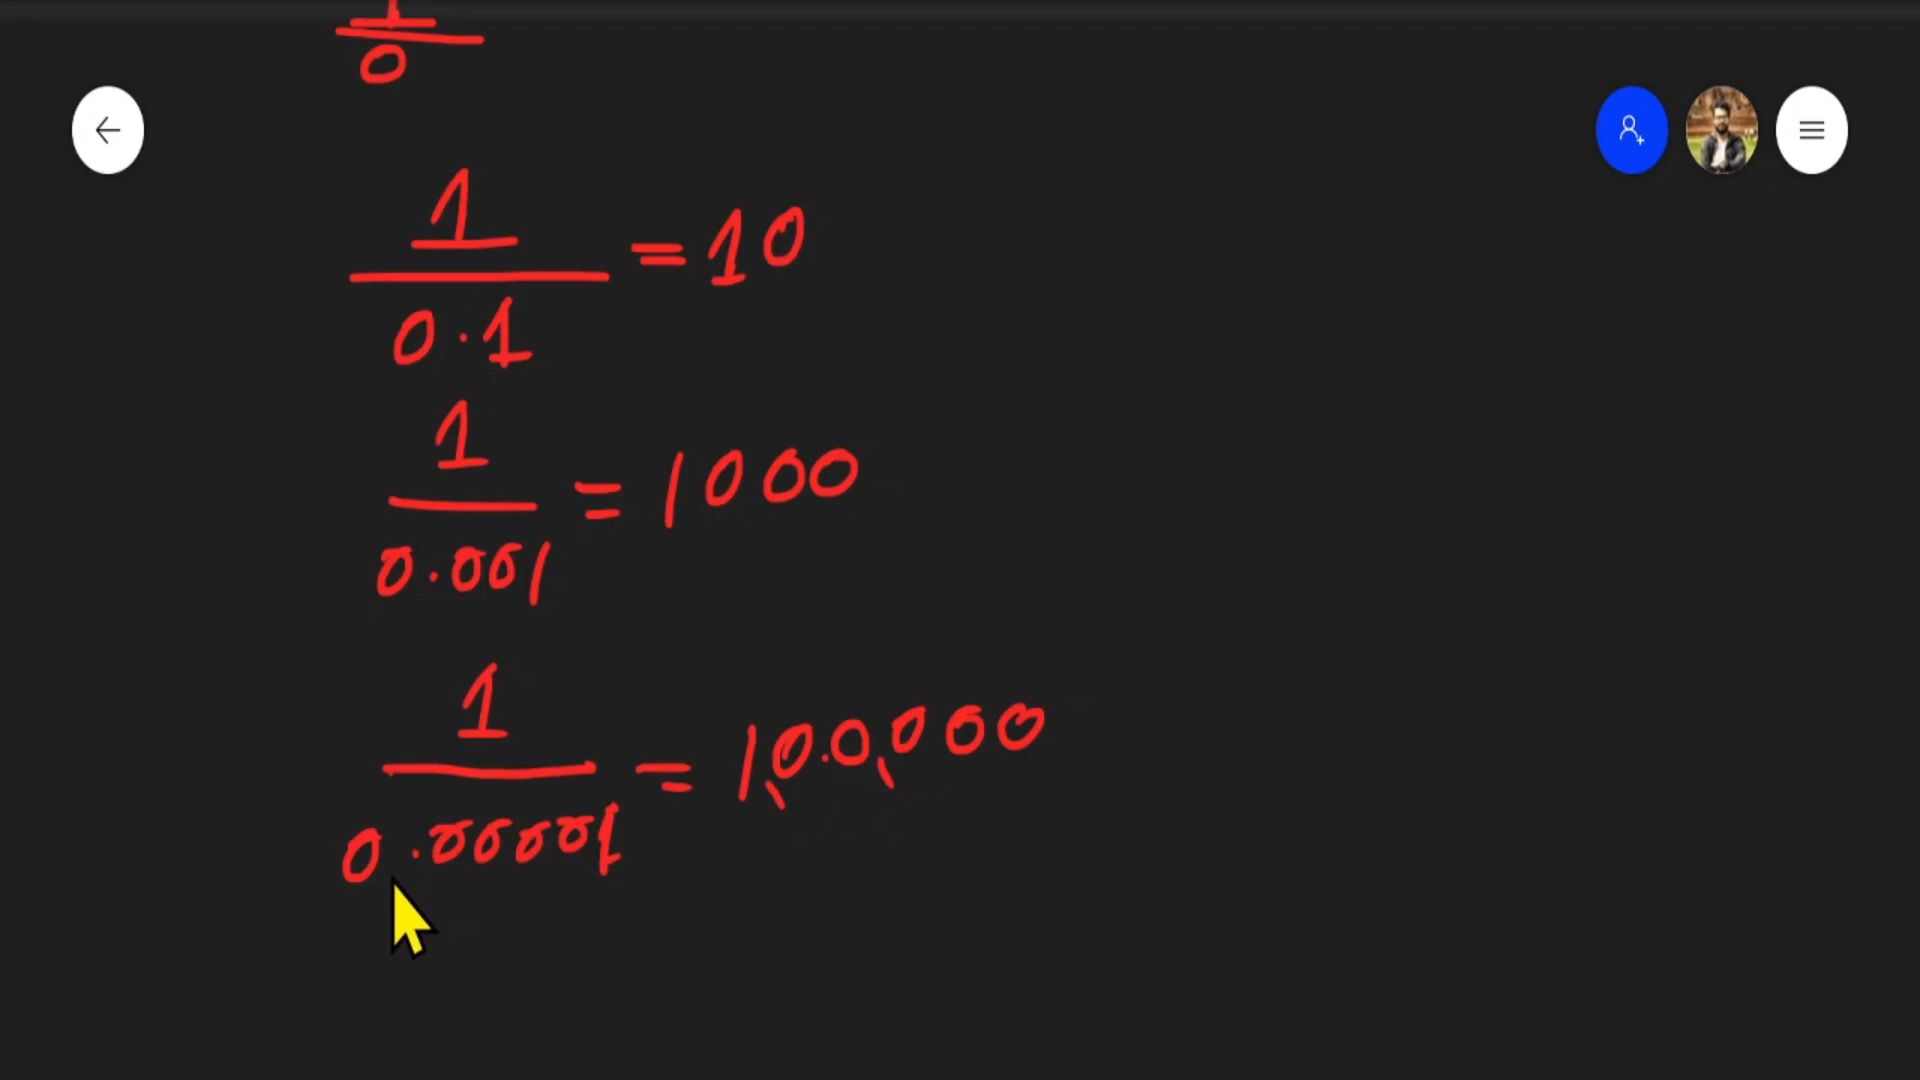 1/0
1/0.1 = 10
1/0.001 = 1000
1/0.00001 = 1,00,000